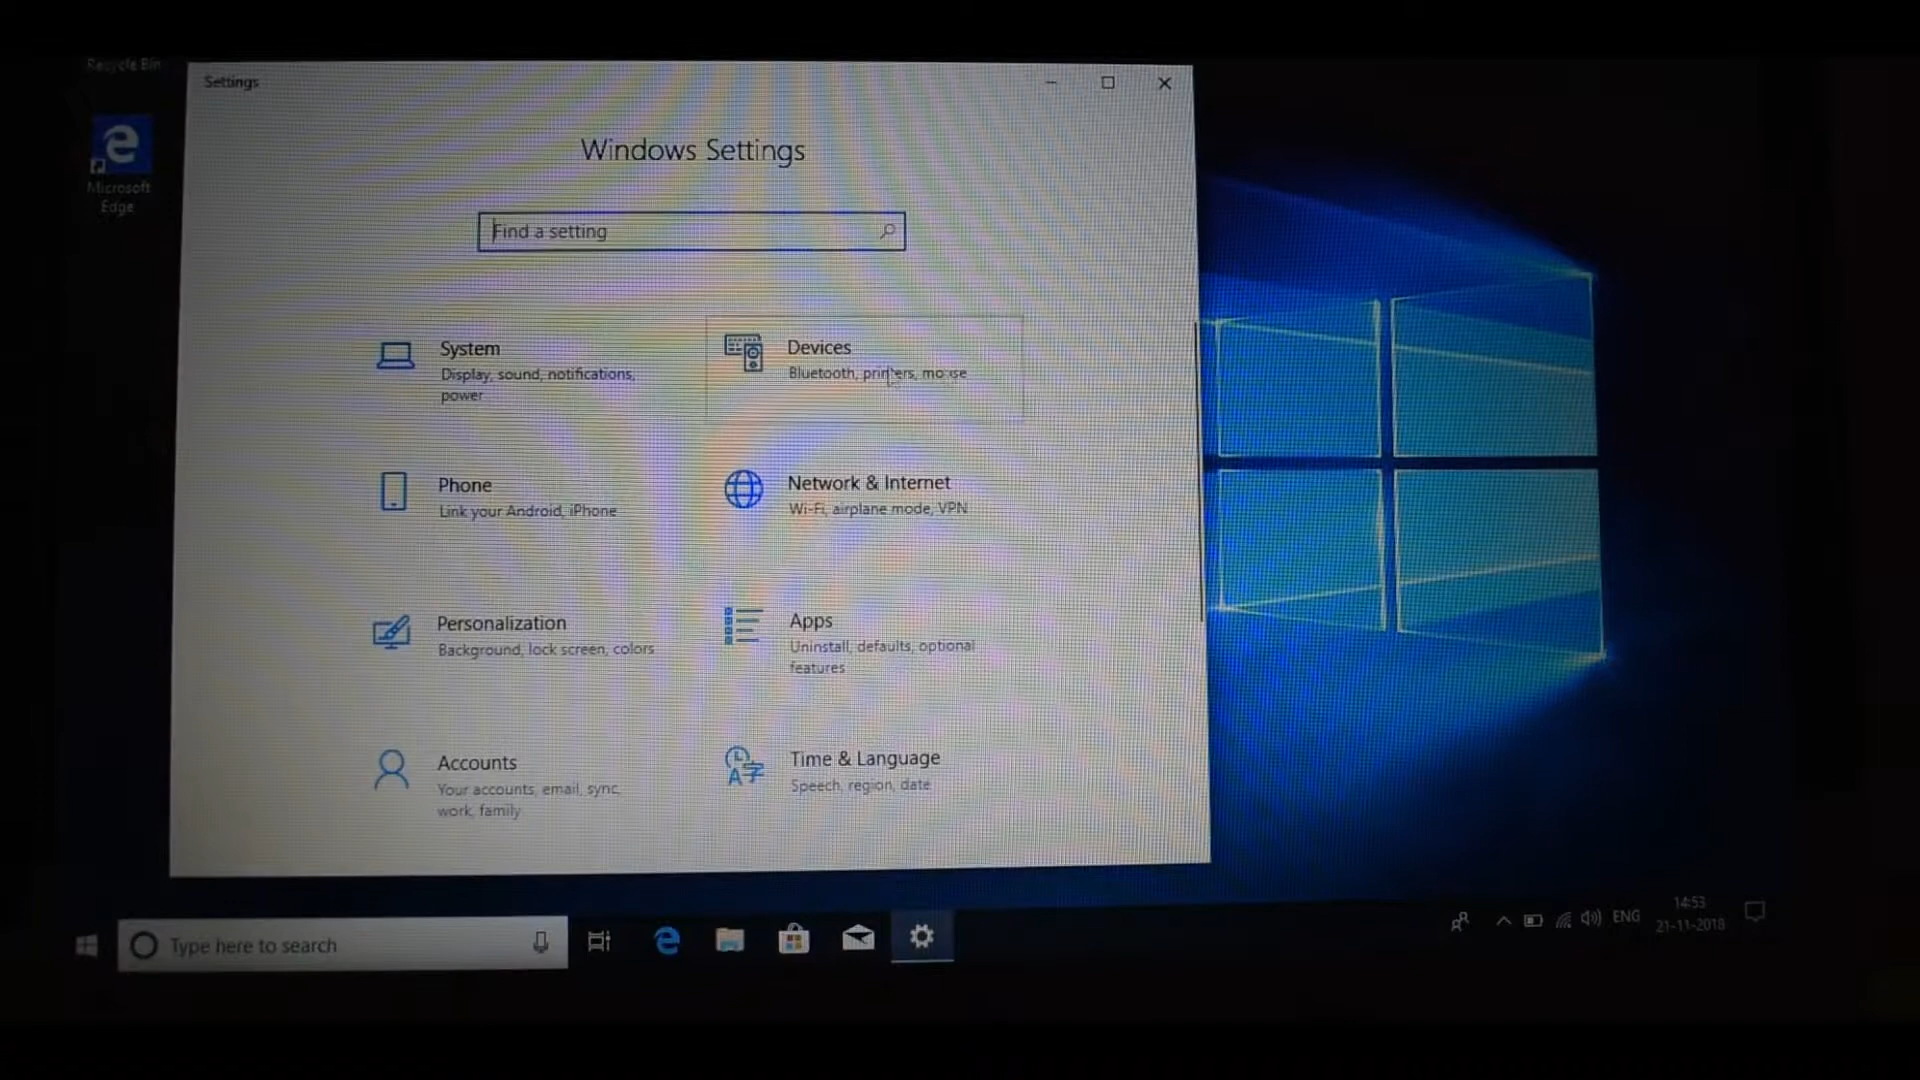 Recycle Bin
Settings
Microsoft
Edge
Windows Settings
Find a setting
System
Display, sound, notifications,
power
Devices
Bluetooth, printers, mouse
Phone
Link your Android, iPhone
Network & Internet
Wi-Fi, airplane mode, VPN
Personalization
Background, lock screen, colors
Apps
Uninstall, defaults, optional
features
Accounts
Your accounts, email, sync,
work, family
Time & Language
Speech, region, date
Type here to search
ENG
14:53
21-11-2018